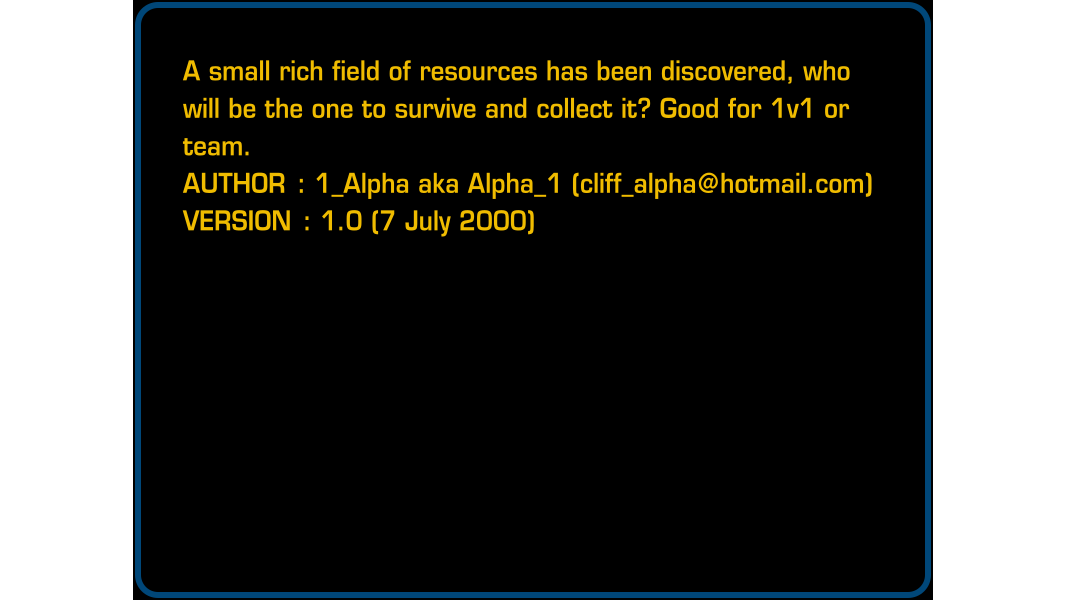 A small rich field of resources has been discovered, who
will be the one to survive and collect it? Good for 1v1 or
team.
AUTHOR : 1_Alpha aka Alpha_1 (cliff_alpha@hotmail.com)
VERSION : 1.0 (7 July 2000)